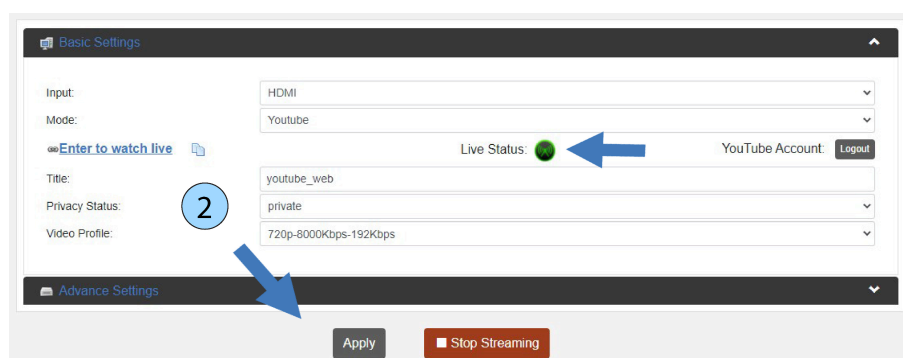 Basic Settings
Input: HDMI
Mode: Youtube
Enter to watch live Live Status: YouTube Account: Logout
Title: youtube_web
Privacy Status: private
2
Video Profile: 720p-8000Kbps-192Kbps
Advance Settings
Apply Stop Streaming